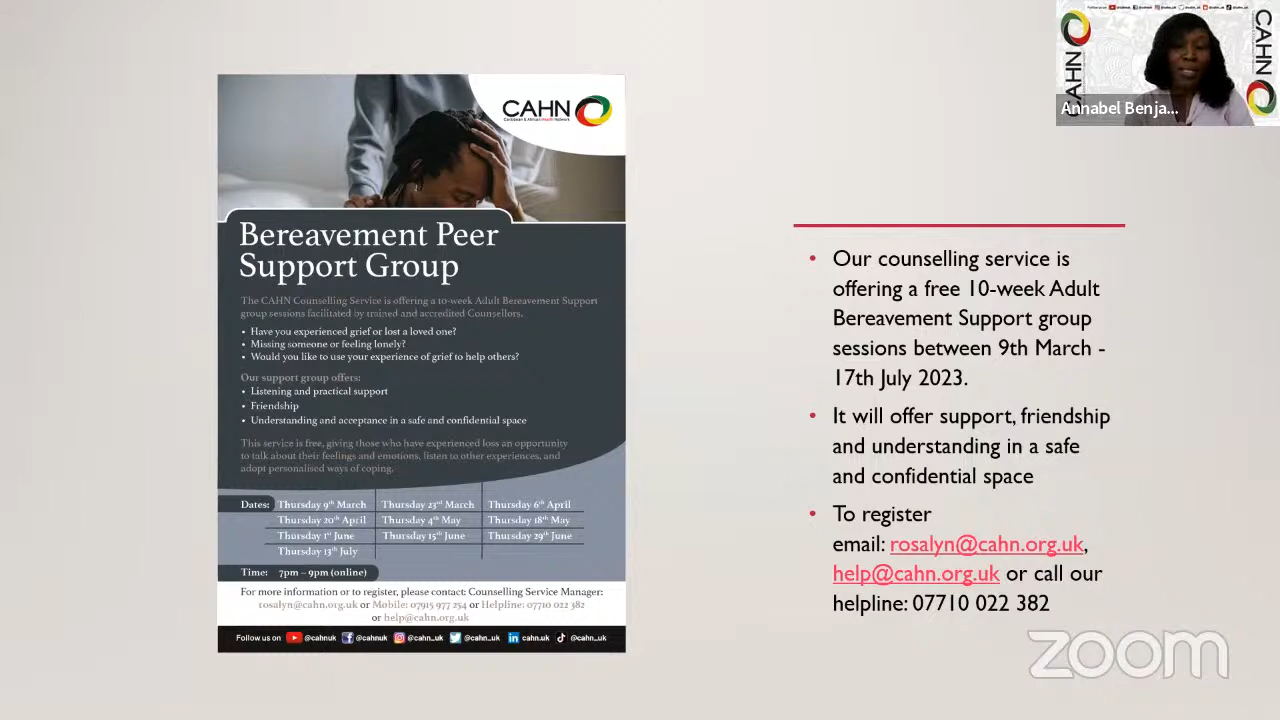 CAHN
Caribbean & African Health Network
Bereavement Peer
Support Group
The CAHN Counselling Service is offering a 10-week Adult Bereavement Support
group sessions facilitated by trained and accredited Counsellors.
• Have you experienced grief or lost a loved one?
• Missing someone or feeling lonely?
• Would you like to use your experience of grief to help others?
Our support group offers:
• Listening and practical support
• Friendship
• Understanding and acceptance in a safe and confidential space
This service is free, giving those who have experienced loss an opportunity
to talk about their feelings and emotions, listen to other experiences, and
adopt personalised ways of coping.
Dates: Thursday 9th March Thursday 23rd March Thursday 6th April
Thursday 20th April Thursday 4th May Thursday 18th May
Thursday 1st June Thursday 15th June Thursday 29th June
Thursday 13th July
Time: 7pm – 9pm (online)
For more information or to register, please contact: Counselling Service Manager:
rosalyn@cahn.org.uk or Mobile: 07915 977 254 or Helpline: 07710 022 382
or help@cahn.org.uk
Follow us on @cahnuk @cahnuk @cahn_uk @cahn_uk cahn.uk @cahn_uk
CAHN
CAHN
Annabel Benja...
• Our counselling service is
offering a free 10-week Adult
Bereavement Support group
sessions between 9th March -
17th July 2023.
• It will offer support, friendship
and understanding in a safe
and confidential space
• To register
email: rosalyn@cahn.org.uk,
help@cahn.org.uk or call our
helpline: 07710 022 382
zoom